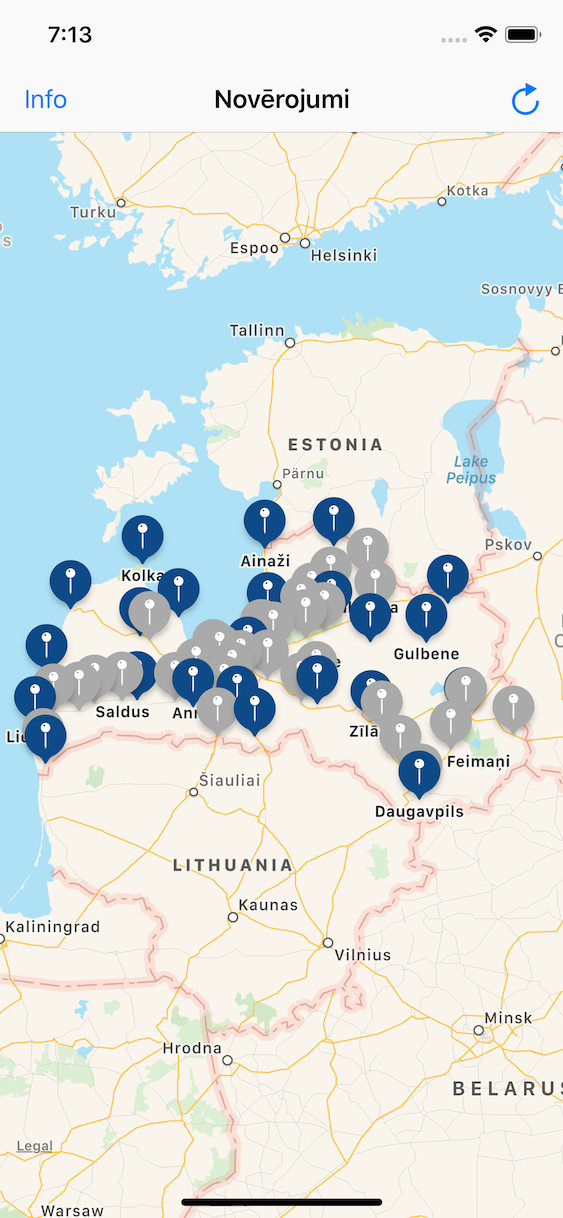 7:13
Info
Novērojumi
Kotka
Turku
Espoo
Helsinki
Sosnovyy
Tallinn
ESTONIA
Lake
Peipus
Pärnu
Pskov
Ainaži
Kolka
Gulbene
Saldus
Feimaņi
Daugavpils
Šiauliai
LITHUANIA
Kaunas
Kaliningrad
Vilnius
Minsk
Hrodna
BELARUS
Legal
Warsaw